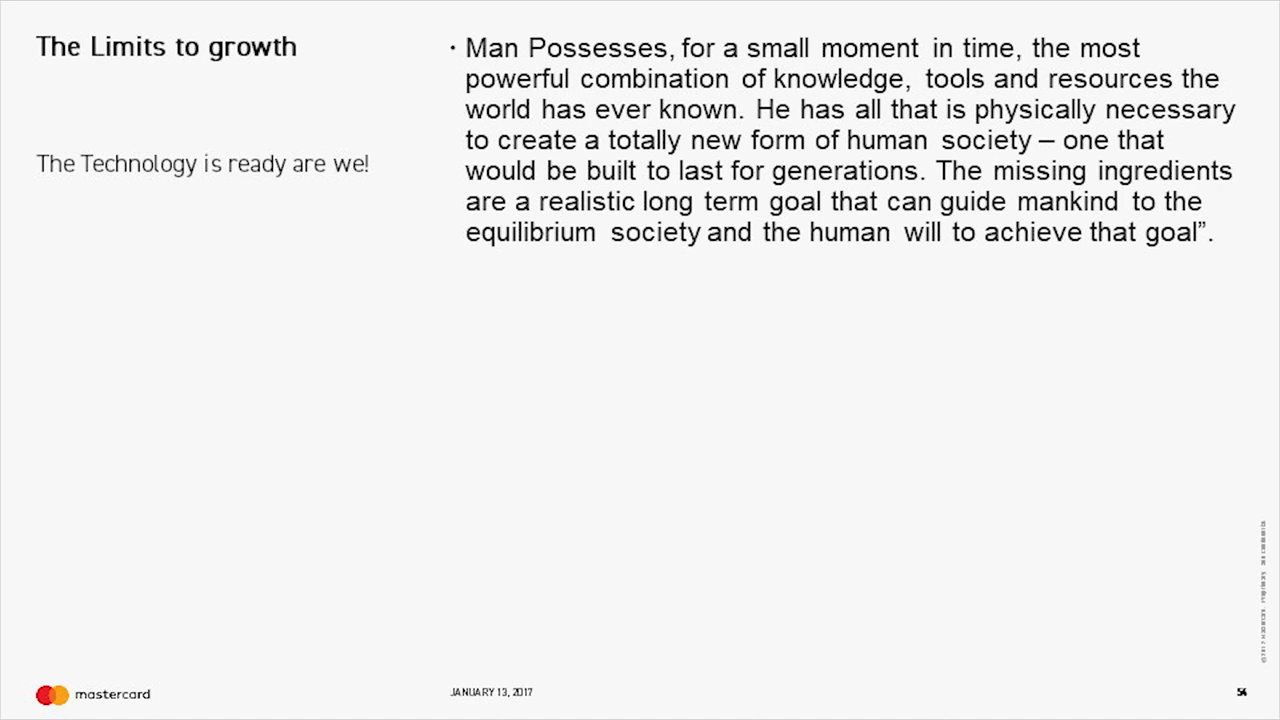 The Limits to growth
The Technology is ready are we!
· Man Possesses, for a small moment in time, the most
powerful combination of knowledge, tools and resources the
world has ever known. He has all that is physically necessary
to create a totally new form of human society – one that
would be built to last for generations. The missing ingredients
are a realistic long term goal that can guide mankind to the
equilibrium society and the human will to achieve that goal”.
mastercard
JANUARY 13, 2017
54